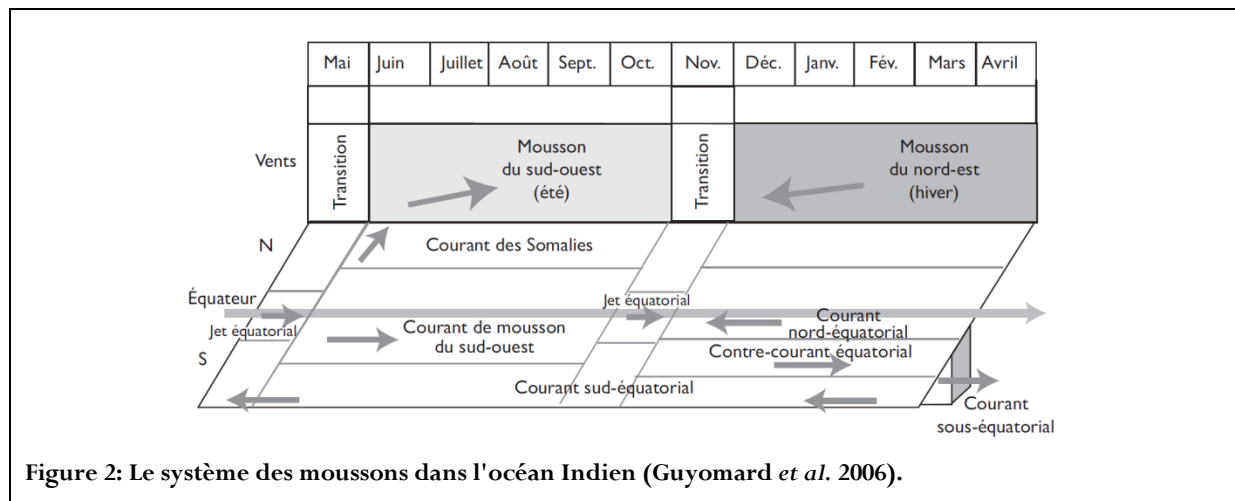 Mai Juin Juillet Août Sept. Oct. Nov. Déc. Janv. Fév. Mars Avril
Vents
Transition
Mousson
du sud-ouest
(été)
Transition
Mousson
du nord-est
(hiver)
N
Courant des Somalies
Équateur
Jet équatorial
Jet équatorial
Courant
nord-équatorial
Courant de mousson
du sud-ouest
S
Contre-courant équatorial
Courant sud-équatorial
Courant
sous-équatorial
Figure 2: Le système des moussons dans l'océan Indien (Guyomard et al. 2006).